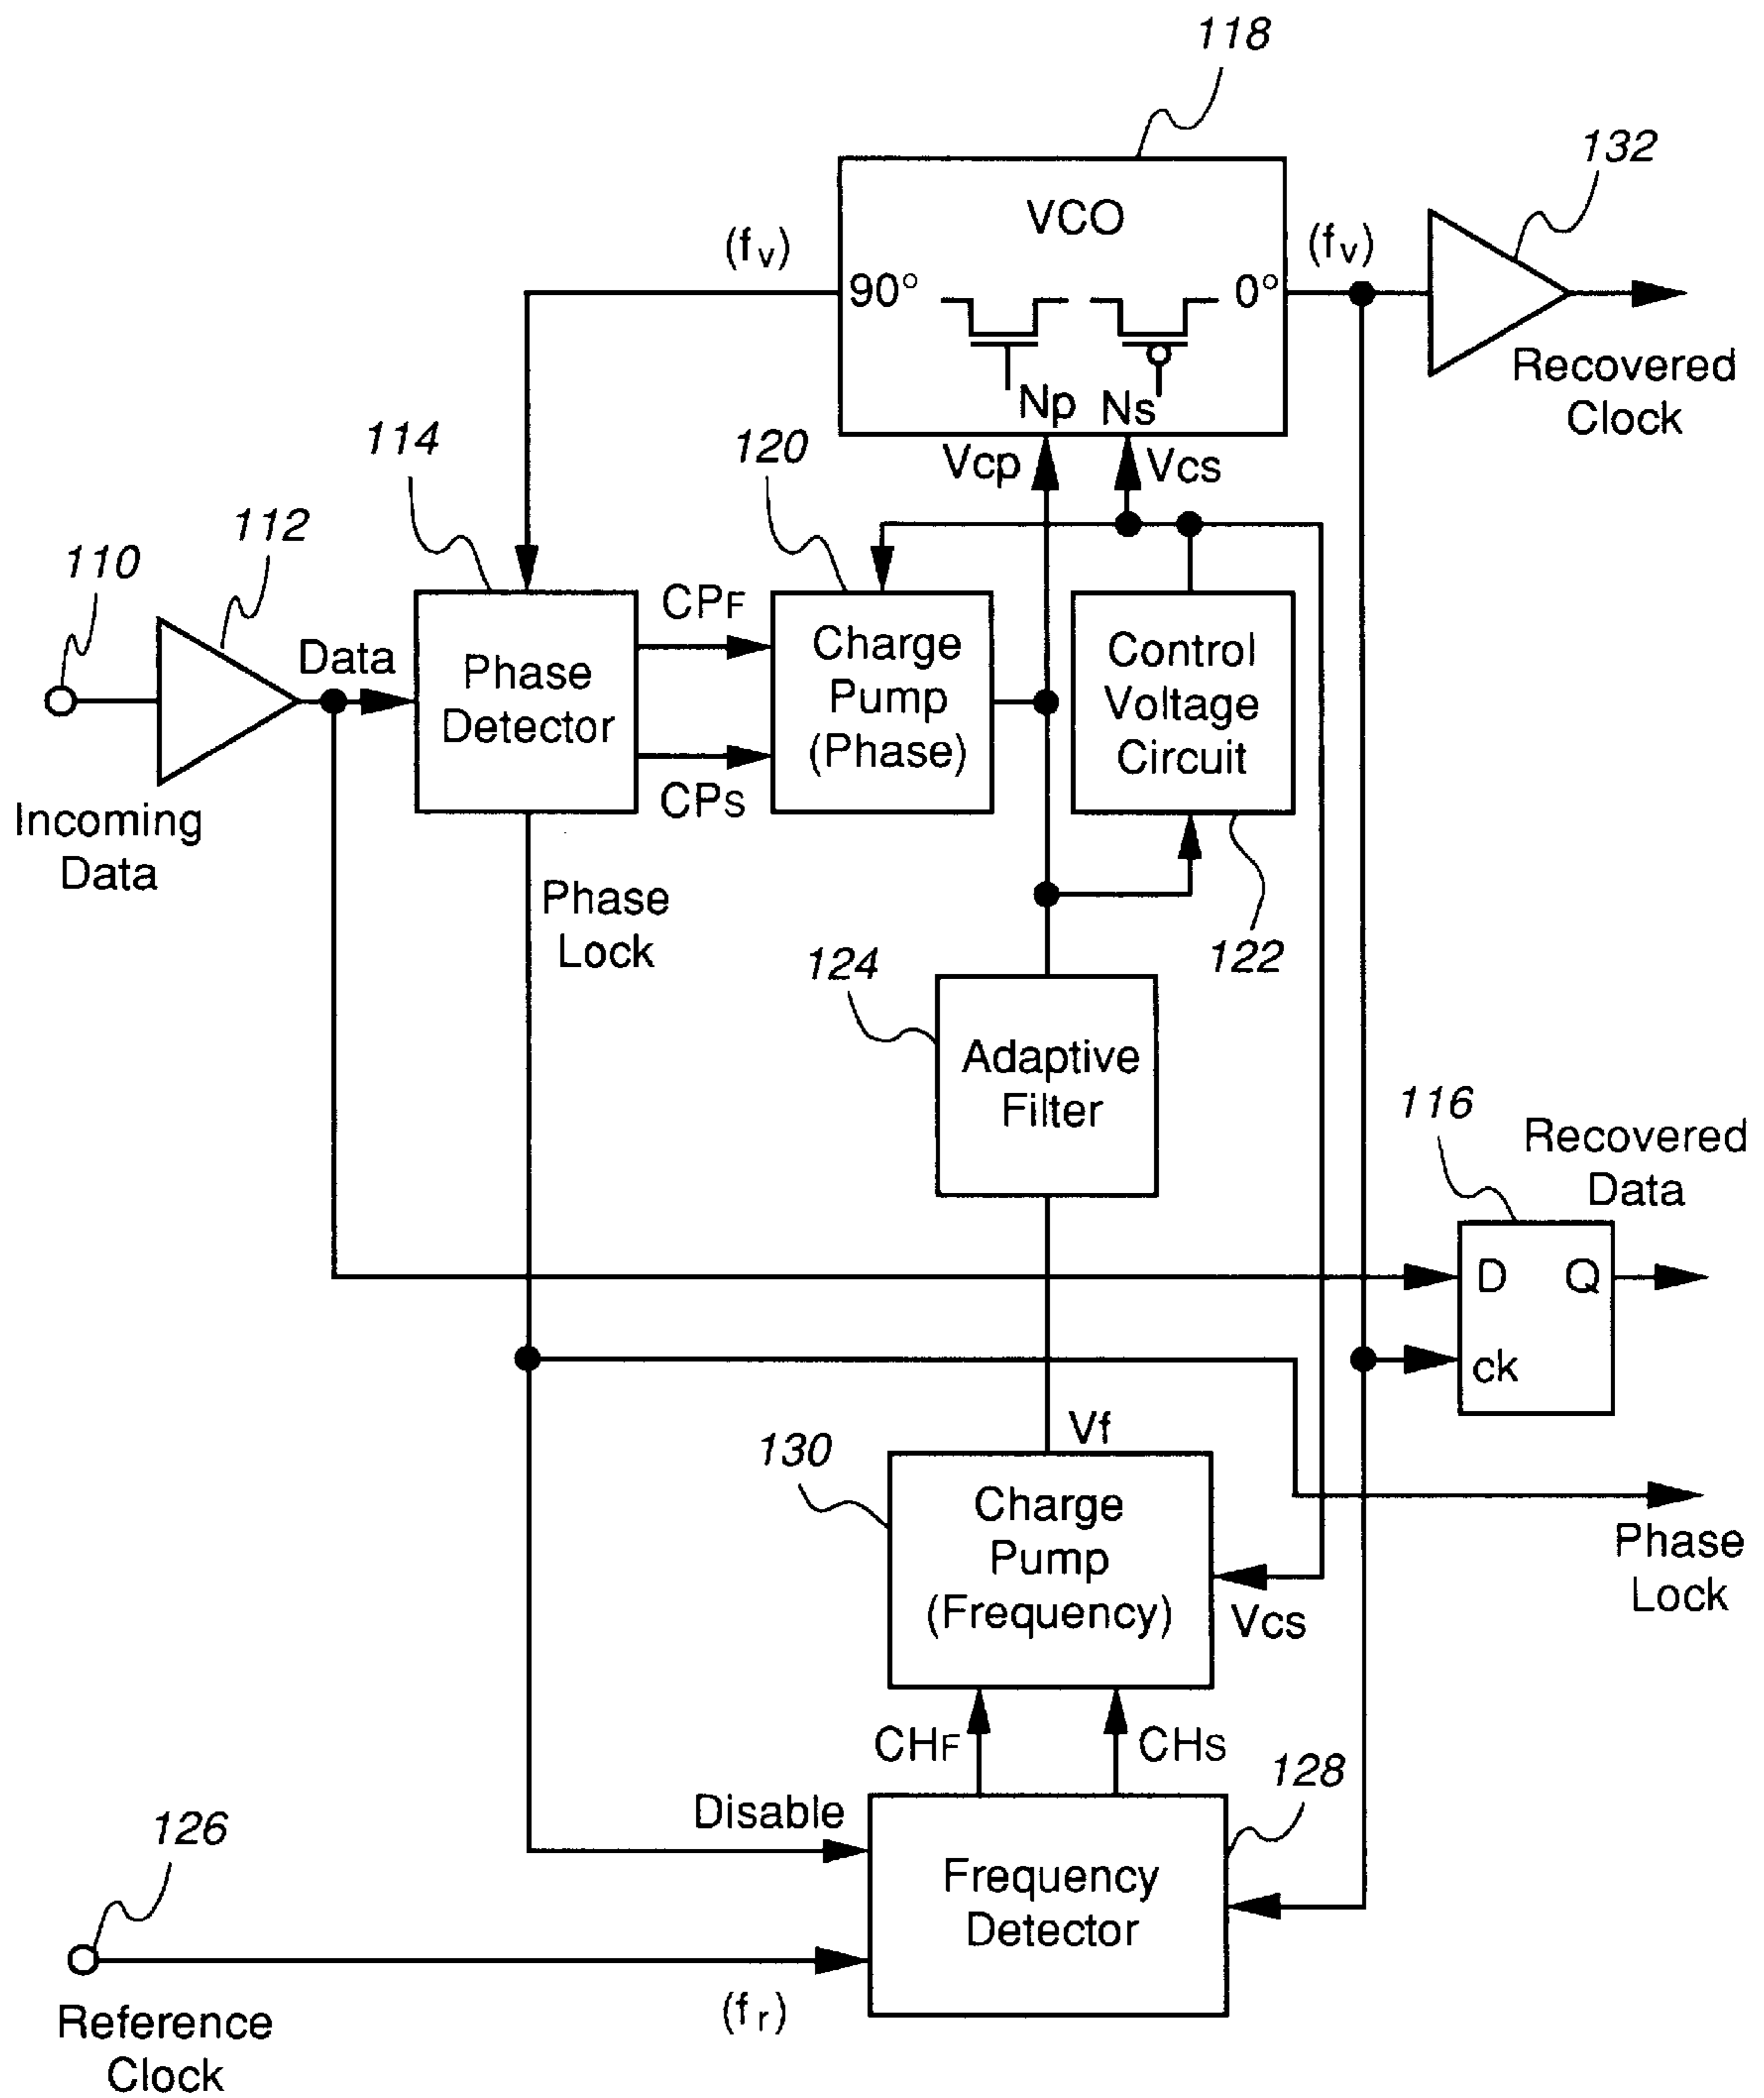 118
132
VCO
(fv)
(fv)
90°
0°
Np
Ns
Recovered
Clock
114
120
Vcp
Vcs
112
110
Data
CPF
CPS
Phase
Detector
Charge
Pump
(Phase)
Control
Voltage
Circuit
Incoming
Data
Phase
Lock
122
124
Adaptive
Filter
116
Recovered
Data
D
Q
ck
Vf
130
Charge
Pump
(Frequency)
Vcs
Phase
Lock
CHF
CHS
128
Disable
126
Frequency
Detector
(fr)
Reference
Clock